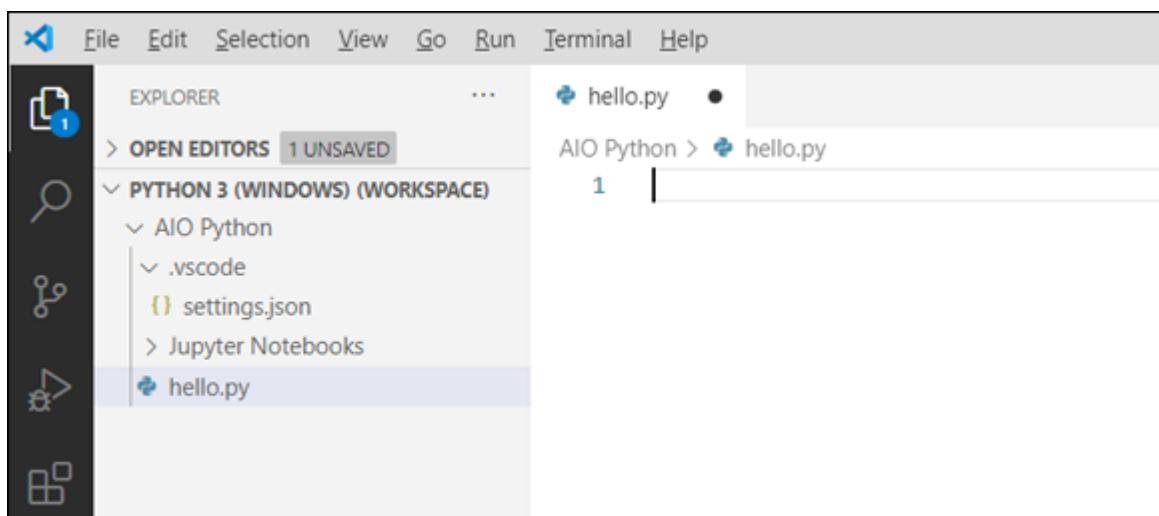 File Edit Selection View Go Run Terminal Help
EXPLORER ...
hello.py ●
1
OPEN EDITORS 1 UNSAVED
AIO Python > hello.py
PYTHON 3 (WINDOWS) (WORKSPACE)
1
AIO Python
.vscode
{} settings.json
Jupyter Notebooks
hello.py